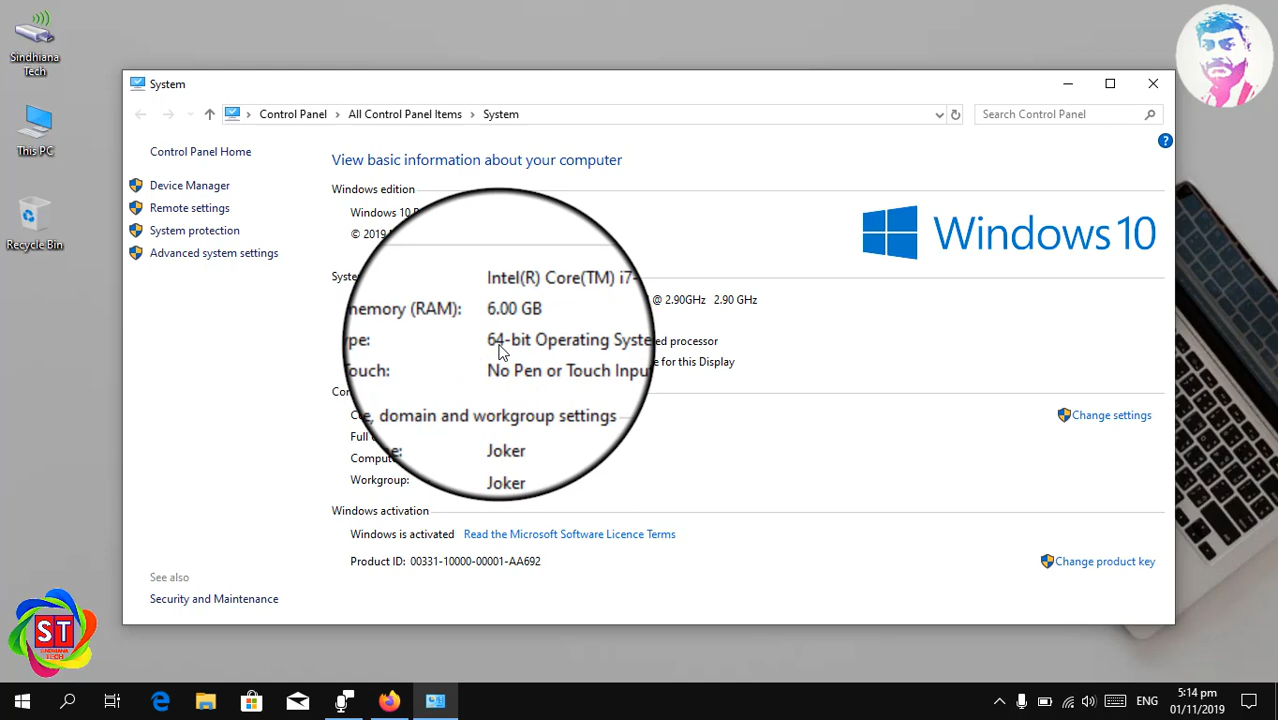 Sindhiana
Tech
This PC
Recycle Bin
System
Control Panel > All Control Panel Items > System
Search Control Panel
?
Control Panel Home
Device Manager
Remote settings
System protection
Advanced system settings
See also
Security and Maintenance
View basic information about your computer
Windows edition
Windows 10
© 2019
Windows 10
Intel(R) Core(TM) i7- @ 2.90GHz 2.90 GHz
memory (RAM): 6.00 GB
ype: 64-bit Operating Syste ed processor
ouch: No Pen or Touch Inpu e for this Display
e, domain and workgroup settings
Full
Change settings
e: Joker
Joker
Workgroup:
Windows activation
Windows is activated Read the Microsoft Software Licence Terms
Product ID: 00331-10000-00001-AA692
Change product key
ST
SINDHIANA
TECH
ENG
5:14 pm
01/11/2019